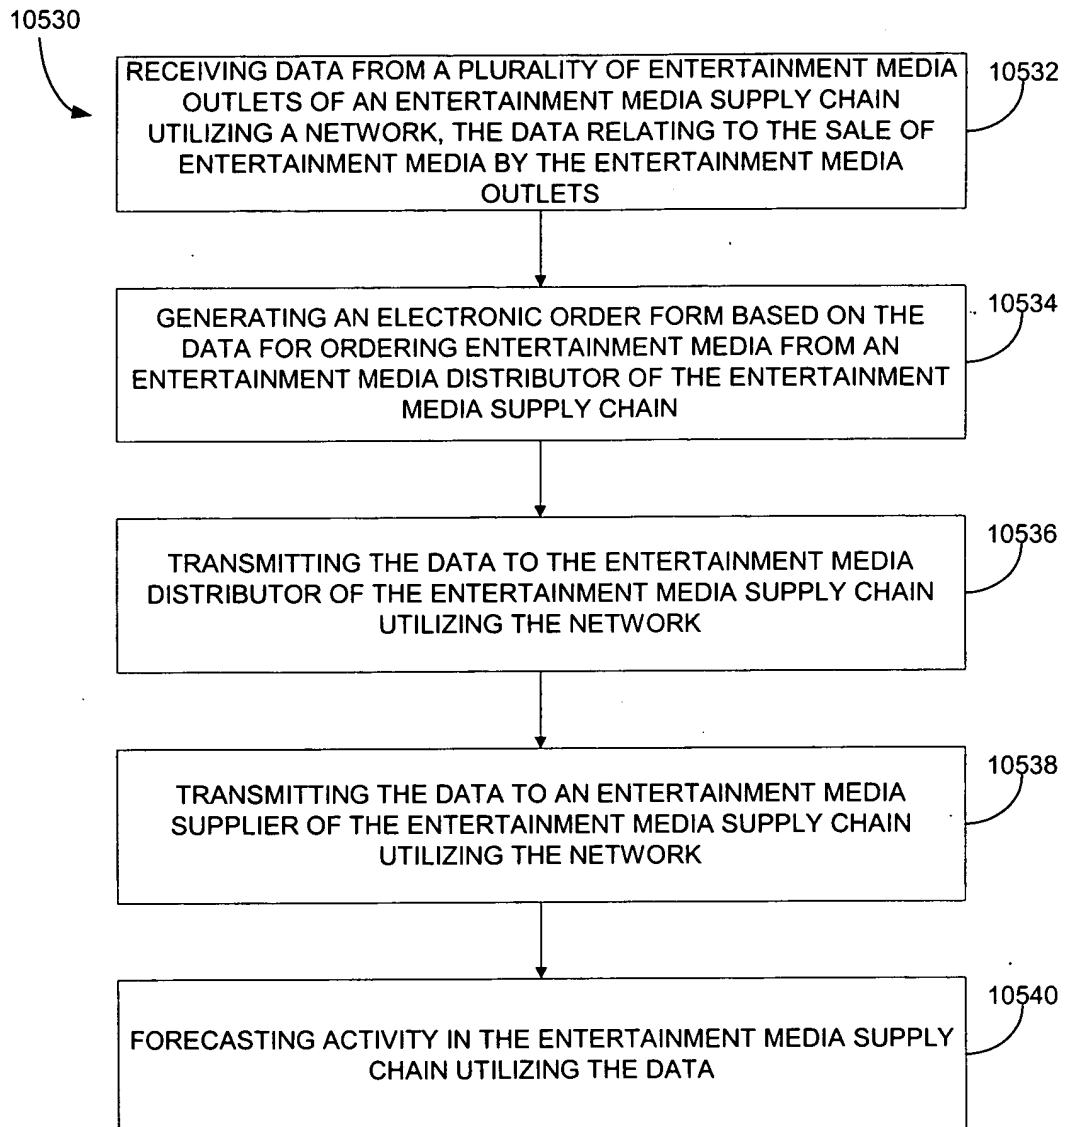 10530
RECEIVING DATA FROM A PLURALITY OF ENTERTAINMENT MEDIA
OUTLETS OF AN ENTERTAINMENT MEDIA SUPPLY CHAIN
UTILIZING A NETWORK, THE DATA RELATING TO THE SALE OF
ENTERTAINMENT MEDIA BY THE ENTERTAINMENT MEDIA
OUTLETS
10532
GENERATING AN ELECTRONIC ORDER FORM BASED ON THE
DATA FOR ORDERING ENTERTAINMENT MEDIA FROM AN
ENTERTAINMENT MEDIA DISTRIBUTOR OF THE ENTERTAINMENT
MEDIA SUPPLY CHAIN
10534
TRANSMITTING THE DATA TO THE ENTERTAINMENT MEDIA
DISTRIBUTOR OF THE ENTERTAINMENT MEDIA SUPPLY CHAIN
UTILIZING THE NETWORK
10536
TRANSMITTING THE DATA TO AN ENTERTAINMENT MEDIA
SUPPLIER OF THE ENTERTAINMENT MEDIA SUPPLY CHAIN
UTILIZING THE NETWORK
10538
FORECASTING ACTIVITY IN THE ENTERTAINMENT MEDIA SUPPLY
CHAIN UTILIZING THE DATA
10540